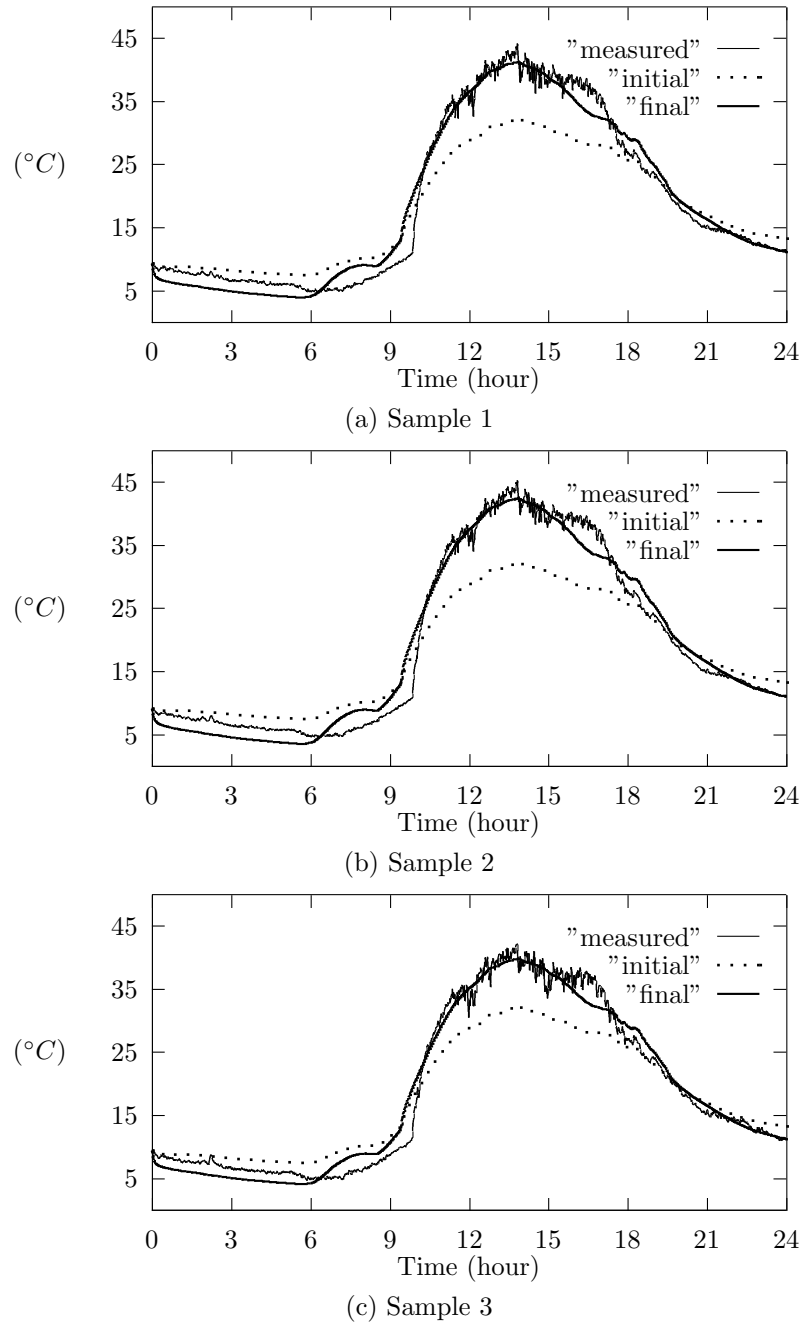 45
35
25
15
5
(°C)
"measured"
"initial"
"final"
0 3 6 9 12 15 18 21 24
Time (hour)
(a) Sample 1
45
35
25
15
5
(°C)
"measured"
"initial"
"final"
0 3 6 9 12 15 18 21 24
Time (hour)
(b) Sample 2
45
35
25
15
5
(°C)
"measured"
"initial"
"final"
0 3 6 9 12 15 18 21 24
Time (hour)
(c) Sample 3